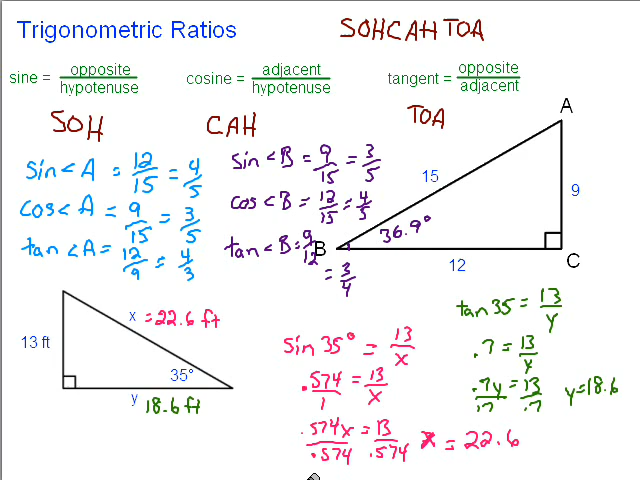 Trigonometric Ratios SOHCAHTOA
sine = opposite/hypotenuse cosine = adjacent/hypotenuse tangent = opposite/adjacent
SOH CAH TOA
sin<A = 12/15 = 4/5
cos<A = 9/15 = 3/5
tan<A = 12/9 = 4/3
sin<B = 9/15 = 3/5
cos<B = 12/15 = 4/5
tan<B = 9/12
= 3/4
A
15
9
36.9°
B
12
C
x = 22.6 ft
13 ft
35°
y 18.6 ft
sin 35° = 13/x
.574/1 = 13/x
.574x/.574 = 13/.574 x = 22.6
tan 35 = 13/y
.7 = 13/y
.7y/.7 = 13/.7 y = 18.6